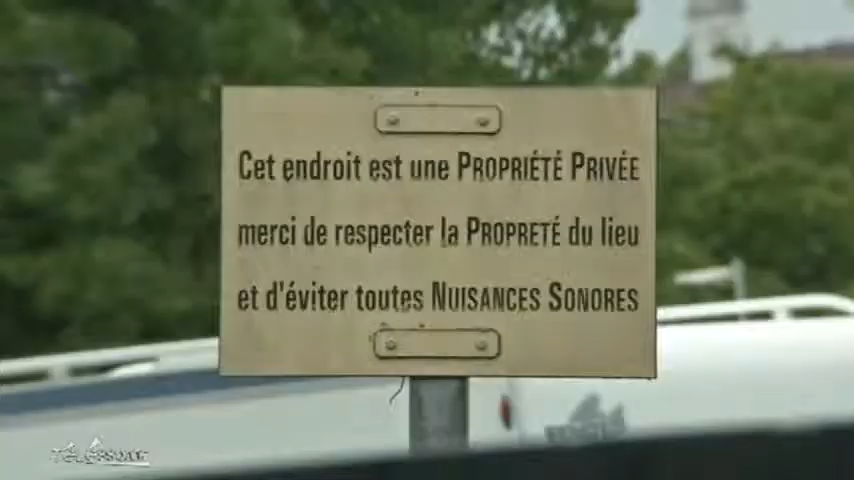 Cet endroit est une PROPRIÉTÉ PRIVÉE
merci de respecter la PROPRETÉ du lieu
et d'éviter toutes NUISANCES SONORES